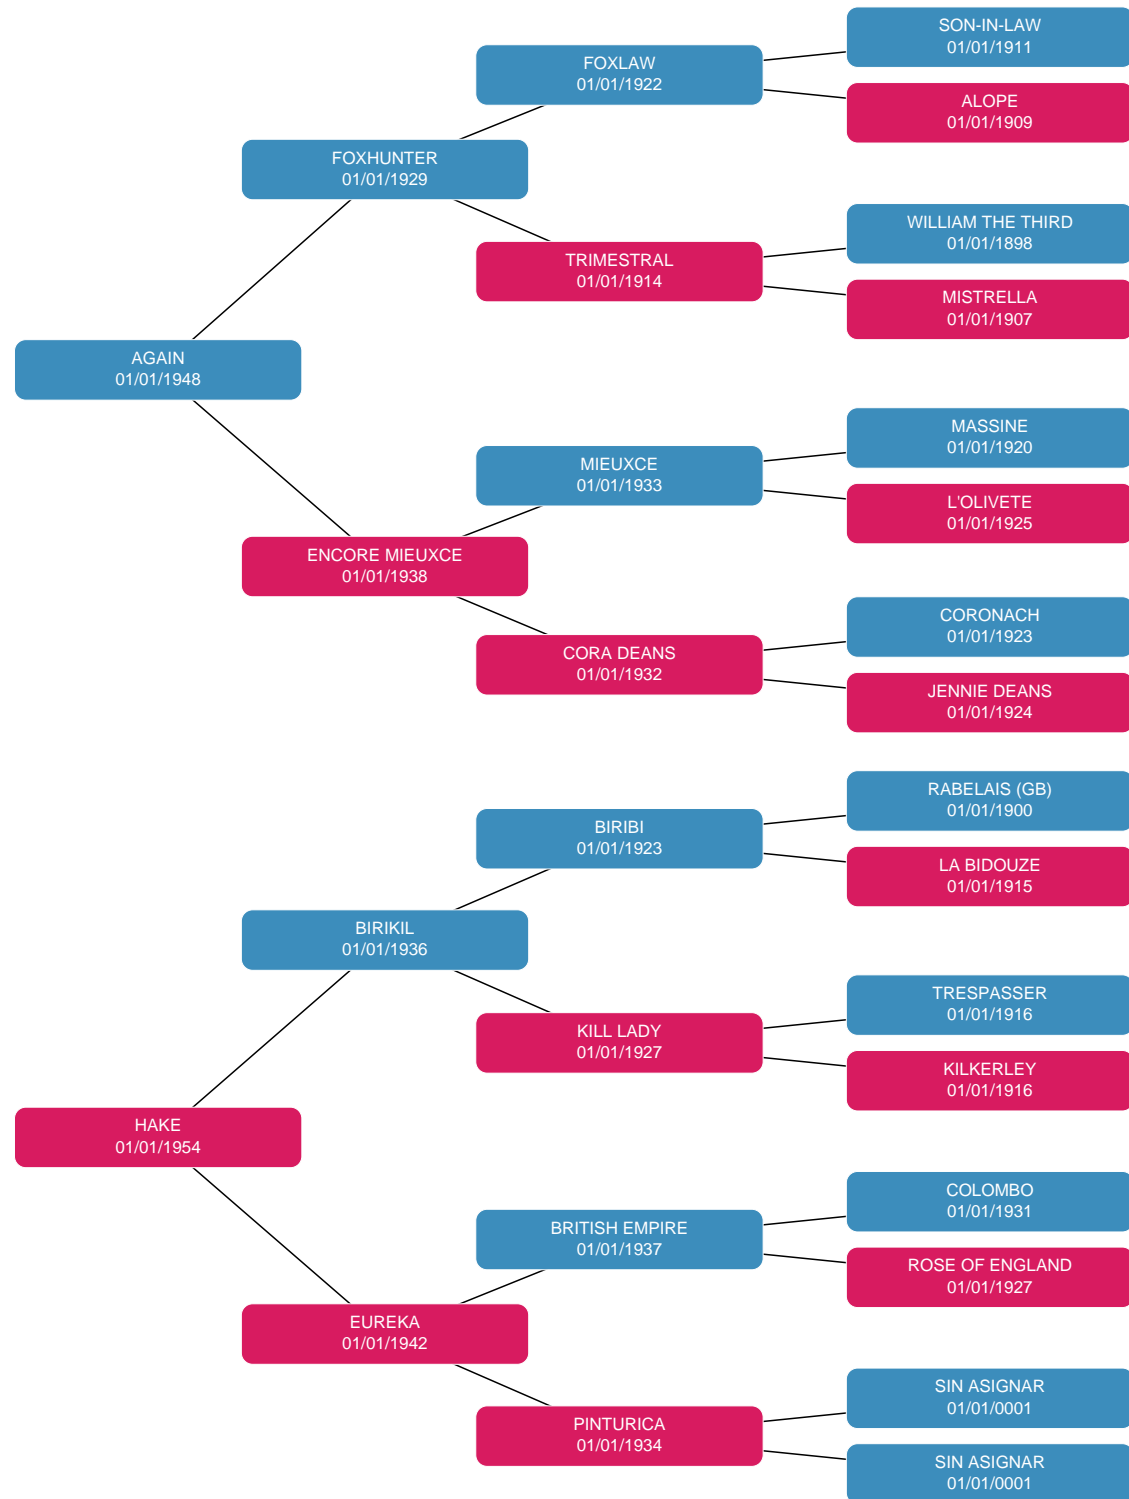 SON-IN-LAW
01/01/1911
FOXLAW
01/01/1922
ALOPE
01/01/1909
FOXHUNTER
01/01/1929
WILLIAM THE THIRD
01/01/1898
TRIMESTRAL
01/01/1914
MISTRELLA
01/01/1907
AGAIN
01/01/1948
MASSINE
01/01/1920
MIEUXCE
01/01/1933
L'OLIVETE
01/01/1925
ENCORE MIEUXCE
01/01/1938
CORONACH
01/01/1923
CORA DEANS
01/01/1932
JENNIE DEANS
01/01/1924
RABELAIS (GB)
01/01/1900
BIRIBI
01/01/1923
LA BIDOUZE
01/01/1915
BIRIKIL
01/01/1936
TRESPASSER
01/01/1916
KILL LADY
01/01/1927
KILKERLEY
01/01/1916
HAKE
01/01/1954
COLOMBO
01/01/1931
BRITISH EMPIRE
01/01/1937
ROSE OF ENGLAND
01/01/1927
EUREKA
01/01/1942
SIN ASIGNAR
01/01/0001
PINTURICA
01/01/1934
SIN ASIGNAR
01/01/0001